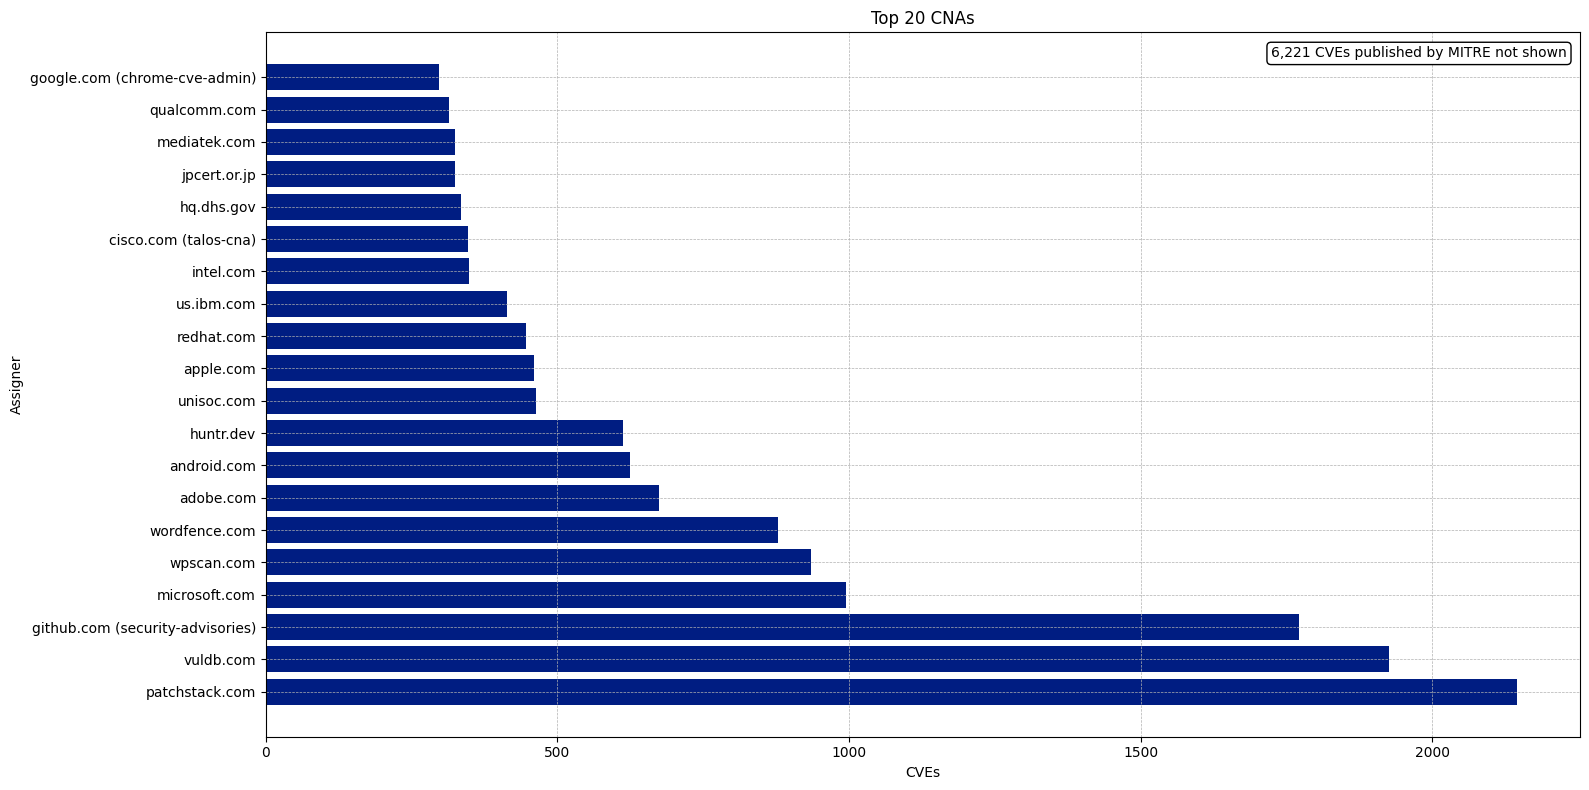 Top 20 CNAs
6,221 CVEs published by MITRE not shown
google.com (chrome-cve-admin)
qualcomm.com
mediatek.com
jpcert.or.jp
hq.dhs.gov
cisco.com (talos-cna)
intel.com
us.ibm.com
redhat.com
apple.com
unisoc.com
huntr.dev
android.com
adobe.com
wordfence.com
wpscan.com
microsoft.com
github.com (security-advisories)
vuldb.com
patchstack.com
Assigner
0 500 1000 1500 2000
CVEs